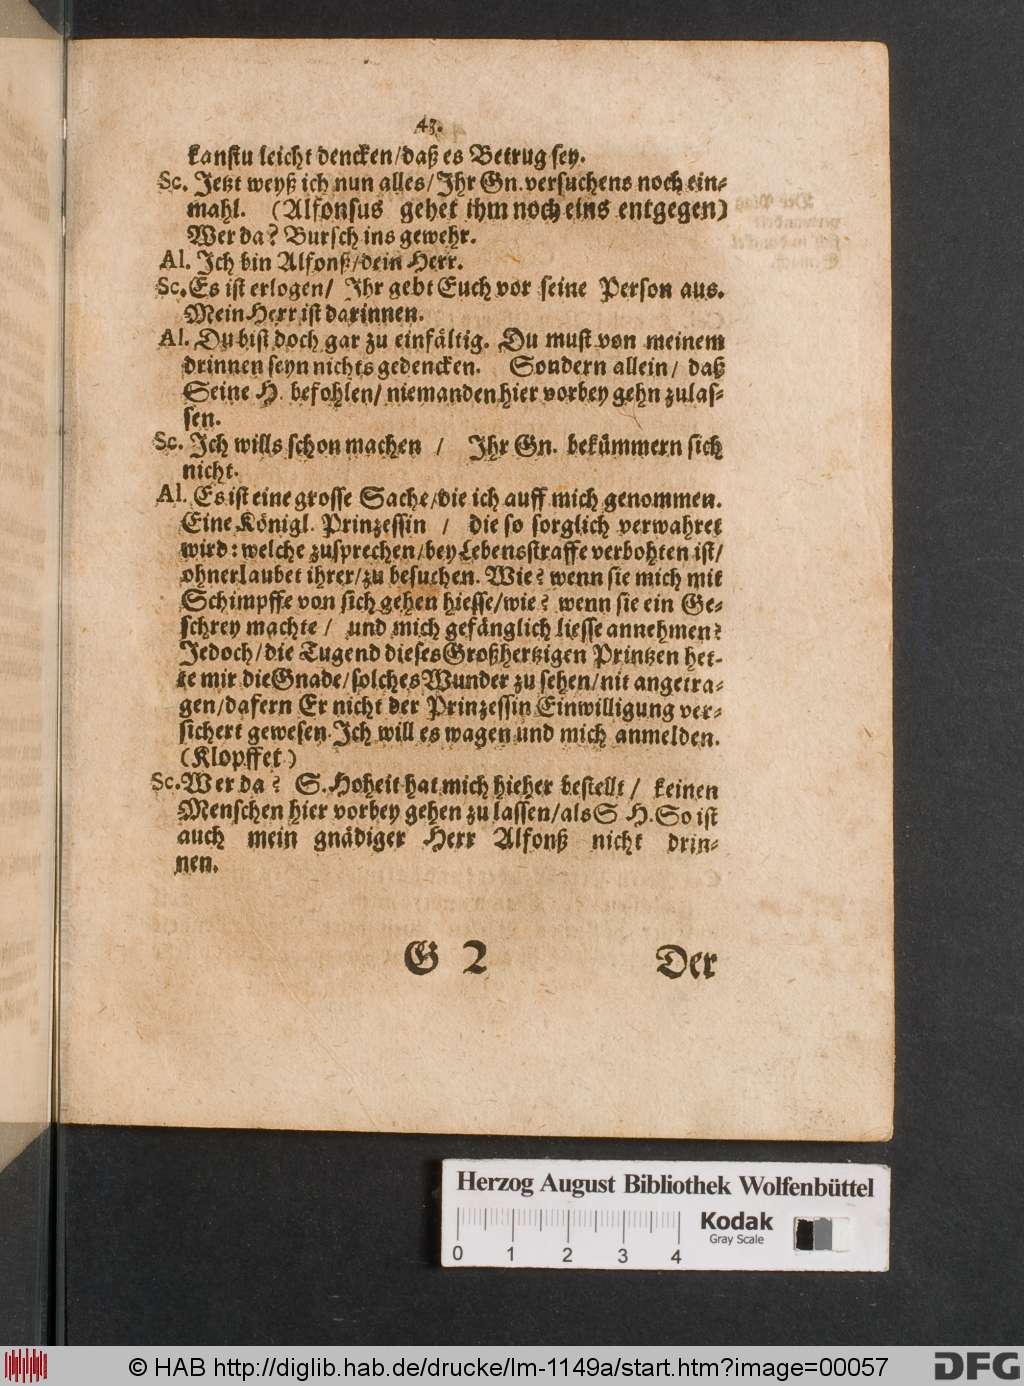 43.
kanstu leicht dencken/daß es Betrug sey.
Sc. Jetzt weyß ich nun alles/Ihr Gn. versuchens noch ein-
mahl. (Alfonsus gehet ihm noch eins entgegen)
Wer da? Bursch ins gewehr.
Al. Ich bin Alfonß/dein Herr.
Sc. Es ist erlogen/ Ihr gebt Euch vor seine Person aus.
Mein Herr ist darinnen.
Al. Du bist doch gar zu einfältig. Du must von meinem
drinnen seyn nichts gedencken. Sondern allein/ daß
Seine H. befohlen/ niemanden hier vorbey gehn zulas-
sen.
Sc. Ich wills schon machen / Ihr Gn. bekümmern sich
nicht.
Al. Es ist eine grosse Sache/die ich auff mich genommen.
Eine Königl. Prinzessin / die so sorglich verwahret
wird: welche zusprechen/bey Lebensstraffe verbohten ist/
ohnerlaubet ihrer/zu besuchen. Wie? wenn sie mich mit
Schimpffe von sich gehen hiesse/wie? wenn sie ein Ge-
schrey machte / und mich gefänglich liesse annehmen?
Jedoch/die Tugend dieses Großhertzigen Printzen het-
te mir die Gnade/solches Wunder zu sehen/nit angetra-
gen/dafern Er nicht der Prinzessin Einwilligung ver-
sichert gewesen. Ich will es wagen und mich anmelden.
(Klopffet)
Sc. Wer da? S. Hoheit hat mich hieher bestellt/ keinen
Menschen hier vorbey gehen zu lassen/als S H. So ist
auch mein gnädiger Herr Alfonß nicht drin-
nen.
G 2 Der
Herzog August Bibliothek Wolfenbüttel
Kodak
Gray Scale
0 1 2 3 4
© HAB http://diglib.hab.de/drucke/lm-1149a/start.htm?image=00057
DFG